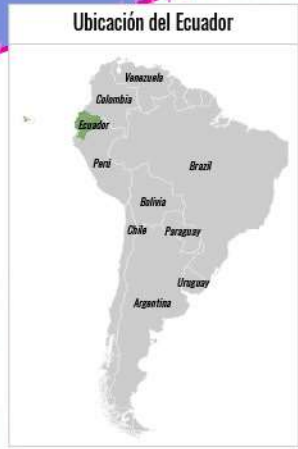 Ubicación del Ecuador
Venezuela
Colombia
Ecuador
Perú
Brazil
Bolivia
Chile
Paraguay
Uruguay
Argentina